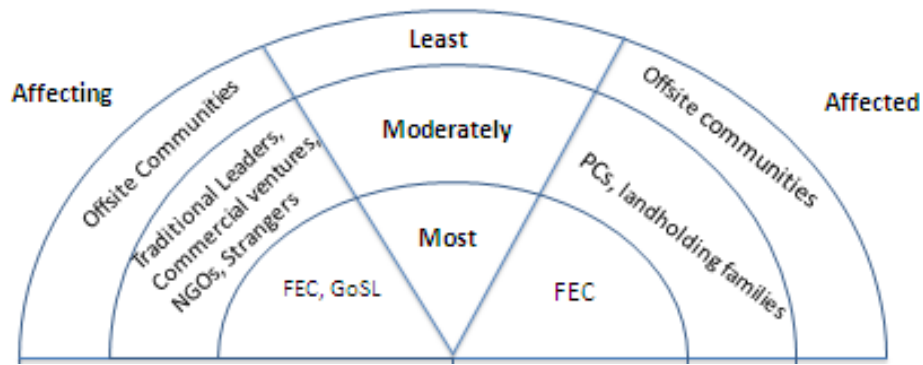 Least
Affecting
Affected
Offsite Communities
Offsite communities
Moderately
Traditional Leaders,
Commercial ventures,
NGOs, Strangers
PCs, landholding families
Most
FEC, GoSL
FEC